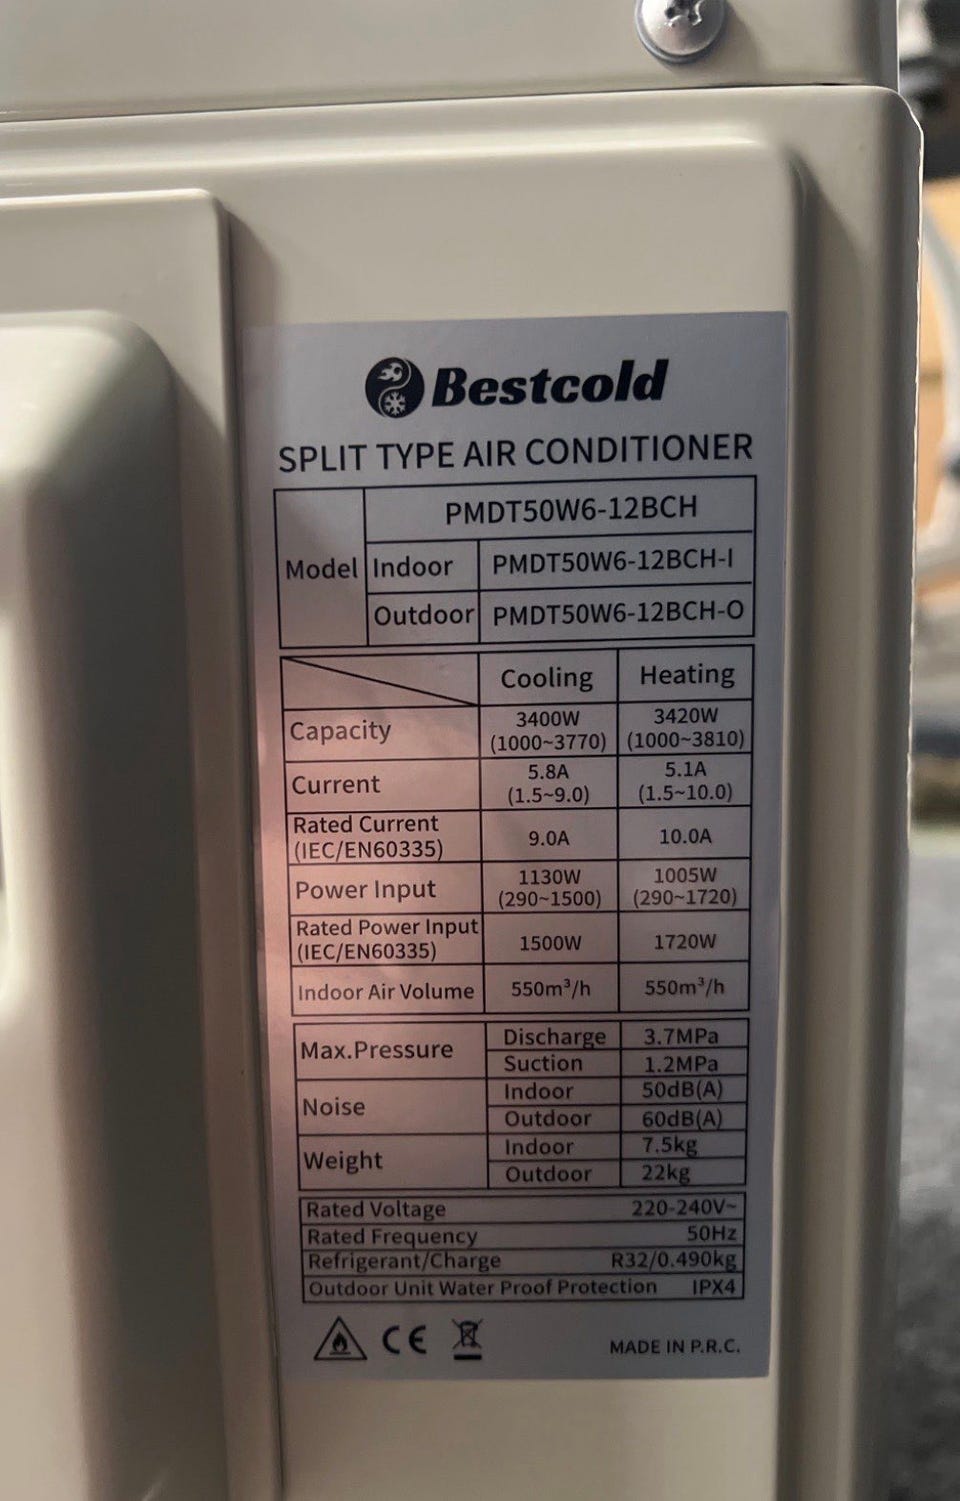 Bestcold
SPLIT TYPE AIR CONDITIONER
Model
PMDT50W6-12BCH
Indoor PMDT50W6-12BCH-I
Outdoor PMDT50W6-12BCH-O
Cooling Heating
Capacity 3400W (1000~3770) 3420W (1000~3810)
Current 5.8A (1.5~9.0) 5.1A (1.5~10.0)
Rated Current (IEC/EN60335) 9.0A 10.0A
Power Input 1130W (290~1500) 1005W (290~1720)
Rated Power Input (IEC/EN60335) 1500W 1720W
Indoor Air Volume 550m³/h 550m³/h
Max.Pressure Discharge 3.7MPa
Suction 1.2MPa
Noise Indoor 50dB(A)
Outdoor 60dB(A)
Weight Indoor 7.5kg
Outdoor 22kg
Rated Voltage 220-240V~
Rated Frequency 50Hz
Refrigerant/Charge R32/0.490kg
Outdoor Unit Water Proof Protection IPX4
CE
MADE IN P.R.C.